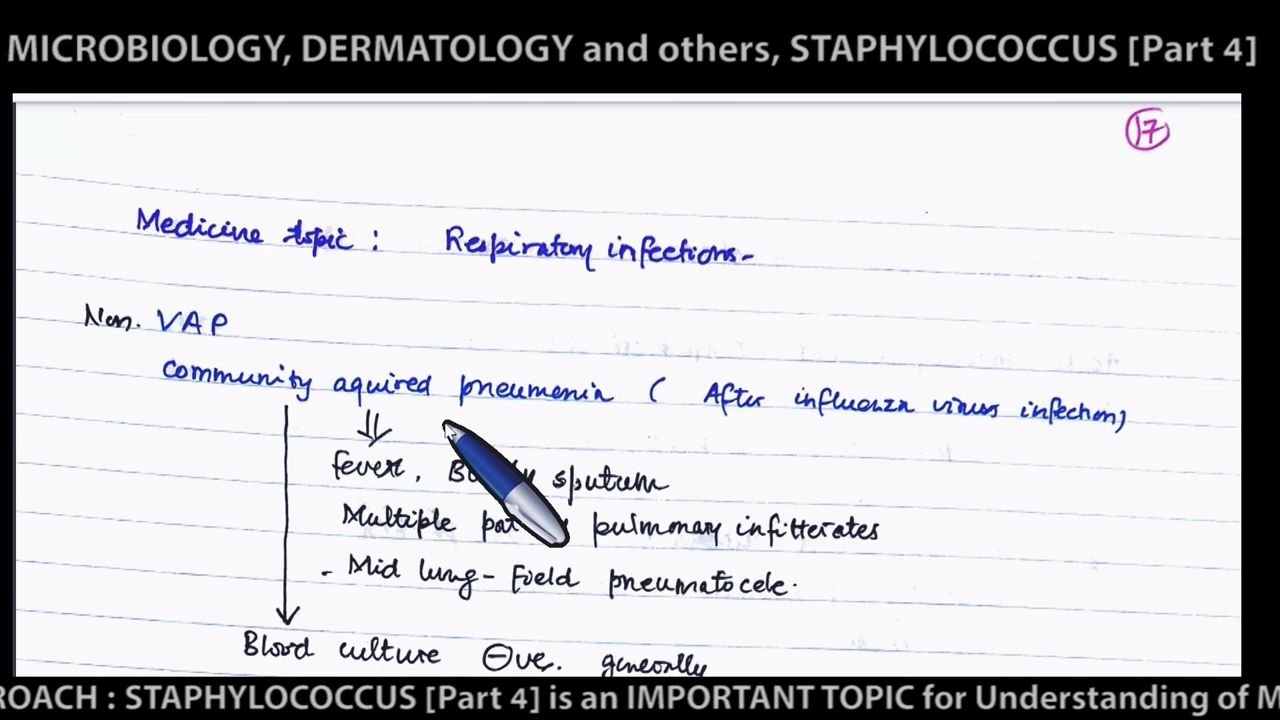 MICROBIOLOGY, DERMATOLOGY and others, STAPHYLOCOCCUS [Part 4]
17
Medicine topic : Respiratory infections-
Non. VAP
Community aquired pneumonia ( After influenza virus infection)
fever, sputum
Multiple pulmonary infitterates
- Mid lung - Field pneumatocele.
Blood culture ⊖ve. generally
ROACH : STAPHYLOCOCCUS [Part 4] is an IMPORTANT TOPIC for Understanding of M